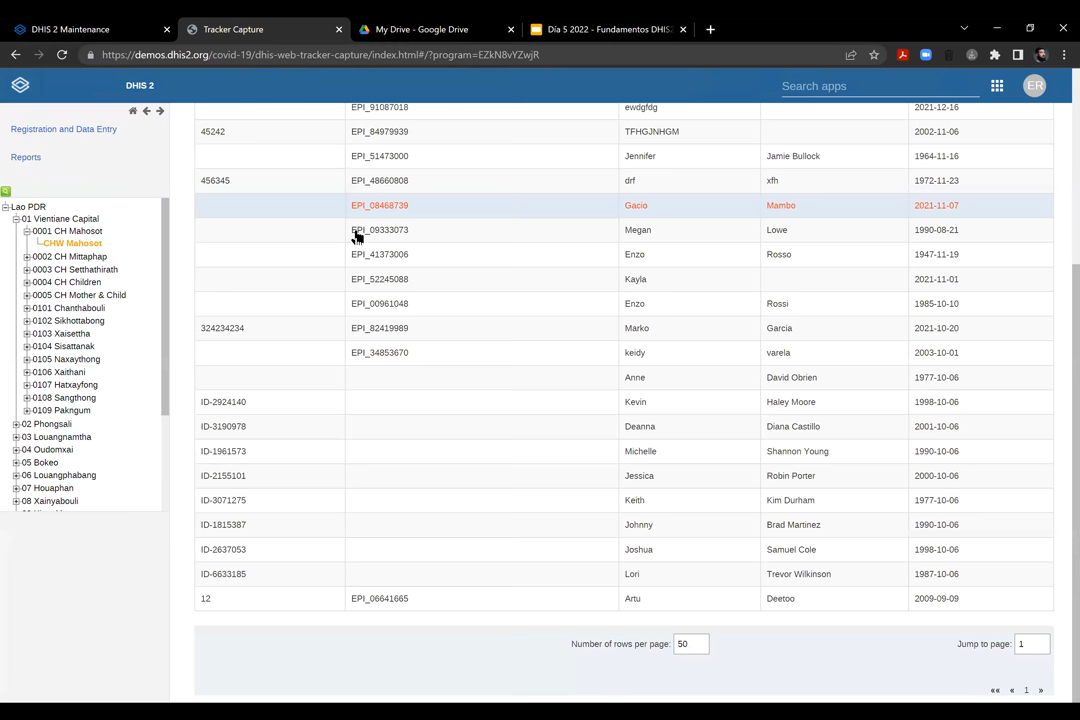 DHIS 2 Maintenance
Tracker Capture
My Drive - Google Drive
Día 5 2022 - Fundamentos DHIS
https://demos.dhis2.org/covid-19/dhis-web-tracker-capture/index.html#/?program=EZkN8vYZwjR
DHIS 2
Search apps
ER
Registration and Data Entry
Reports
Lao PDR
01 Vientiane Capital
0001 CH Mahosot
CHW Mahosot
0002 CH Mittaphap
0003 CH Setthathirath
0004 CH Children
0005 CH Mother & Child
0101 Chanthabouli
0102 Sikhottabong
0103 Xaisettha
0104 Sisattanak
0105 Naxaythong
0106 Xaithani
0107 Hatxayfong
0108 Sangthong
0109 Pakngum
02 Phongsali
03 Louangnamtha
04 Oudomxai
05 Bokeo
06 Louangphabang
07 Houaphan
08 Xainyabouli
EPI_91087018 ewdgfdg 2021-12-16
45242 EPI_84979939 TFHGJNHGM 2002-11-06
EPI_51473000 Jennifer Jamie Bullock 1964-11-16
456345 EPI_48660808 drf xfh 1972-11-23
EPI_08468739 Gacio Mambo 2021-11-07
EPI_09333073 Megan Lowe 1990-08-21
EPI_41373006 Enzo Rosso 1947-11-19
EPI_52245088 Kayla 2021-11-01
EPI_00961048 Enzo Rossi 1985-10-10
324234234 EPI_82419989 Marko Garcia 2021-10-20
EPI_34853670 keidy varela 2003-10-01
Anne David Obrien 1977-10-06
ID-2924140 Kevin Haley Moore 1998-10-06
ID-3190978 Deanna Diana Castillo 2001-10-06
ID-1961573 Michelle Shannon Young 1990-10-06
ID-2155101 Jessica Robin Porter 2000-10-06
ID-3071275 Keith Kim Durham 1977-10-06
ID-1815387 Johnny Brad Martinez 1990-10-06
ID-2637053 Joshua Samuel Cole 1998-10-06
ID-6633185 Lori Trevor Wilkinson 1987-10-06
12 EPI_06641665 Artu Deetoo 2009-09-09
Number of rows per page: 50 Jump to page: 1
«« « 1 »